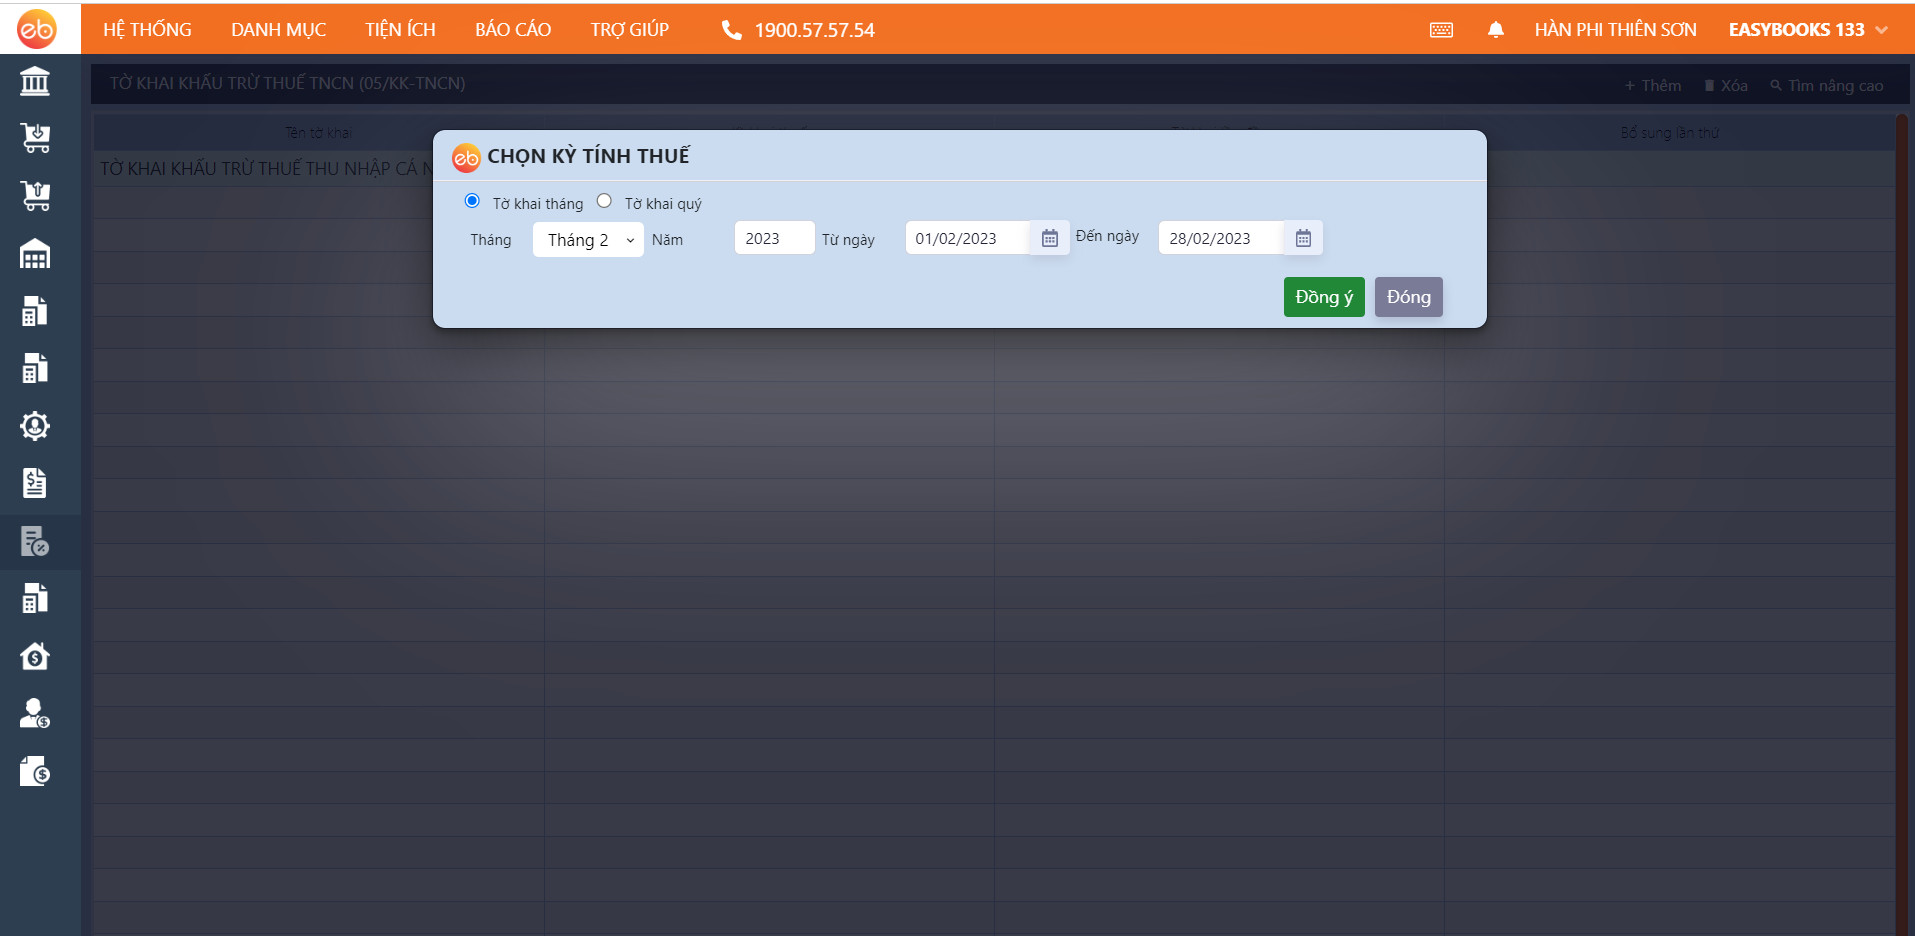 eb HỆ THỐNG DANH MỤC TIỆN ÍCH BÁO CÁO TRỢ GIÚP 1900.57.57.54 HÀN PHI THIÊN SƠN EASYBOOKS 133
TỜ KHAI KHẤU TRỪ THUẾ TNCN (05/KK-TNCN) + Thêm Xóa Tìm nâng cao
Tên tờ khai Bổ sung lần thứ
TỜ KHAI KHẤU TRỪ THUẾ THU NHẬP CÁ N
eb CHỌN KỲ TÍNH THUẾ
Tờ khai tháng Tờ khai quý
Tháng Tháng 2 Năm 2023 Từ ngày 01/02/2023 Đến ngày 28/02/2023
Đồng ý Đóng